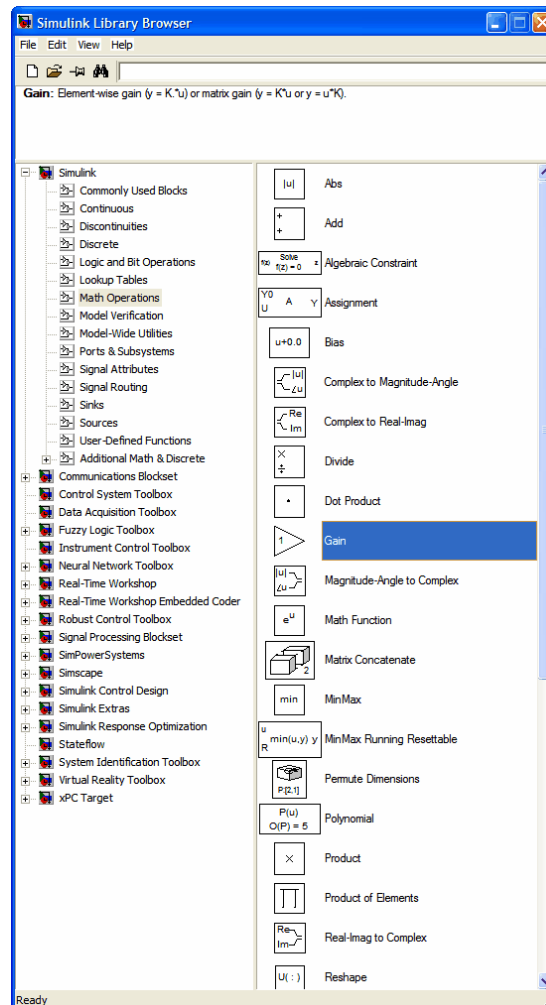 Simulink Library Browser
File Edit View Help
Gain: Element-wise gain (y = K.*u) or matrix gain (y = K*u or y = u*K).
Simulink
Commonly Used Blocks
Continuous
Discontinuities
Discrete
Logic and Bit Operations
Lookup Tables
Math Operations
Model Verification
Model-Wide Utilities
Ports & Subsystems
Signal Attributes
Signal Routing
Sinks
Sources
User-Defined Functions
Additional Math & Discrete
Communications Blockset
Control System Toolbox
Data Acquisition Toolbox
Fuzzy Logic Toolbox
Instrument Control Toolbox
Neural Network Toolbox
Real-Time Workshop
Real-Time Workshop Embedded Coder
Robust Control Toolbox
Signal Processing Blockset
SimPowerSystems
Simscape
Simulink Control Design
Simulink Extras
Simulink Response Optimization
Stateflow
System Identification Toolbox
Virtual Reality Toolbox
xPC Target
|u| Abs
+
+ Add
f(z) Solve f(z) = 0 z Algebraic Constraint
Y0 U A Y Assignment
u+0.0 Bias
|u| ∠u Complex to Magnitude-Angle
Re Im Complex to Real-Imag
× ÷ Divide
· Dot Product
1 Gain
|u| ∠u Magnitude-Angle to Complex
e^u Math Function
2 Matrix Concatenate
min MinMax
u R min(u,y) y MinMax Running Resettable
P:[2,1] Permute Dimensions
P(u) O(P) = 5 Polynomial
× Product
∏ Product of Elements
Re Im Real-Imag to Complex
U( : ) Reshape
Ready